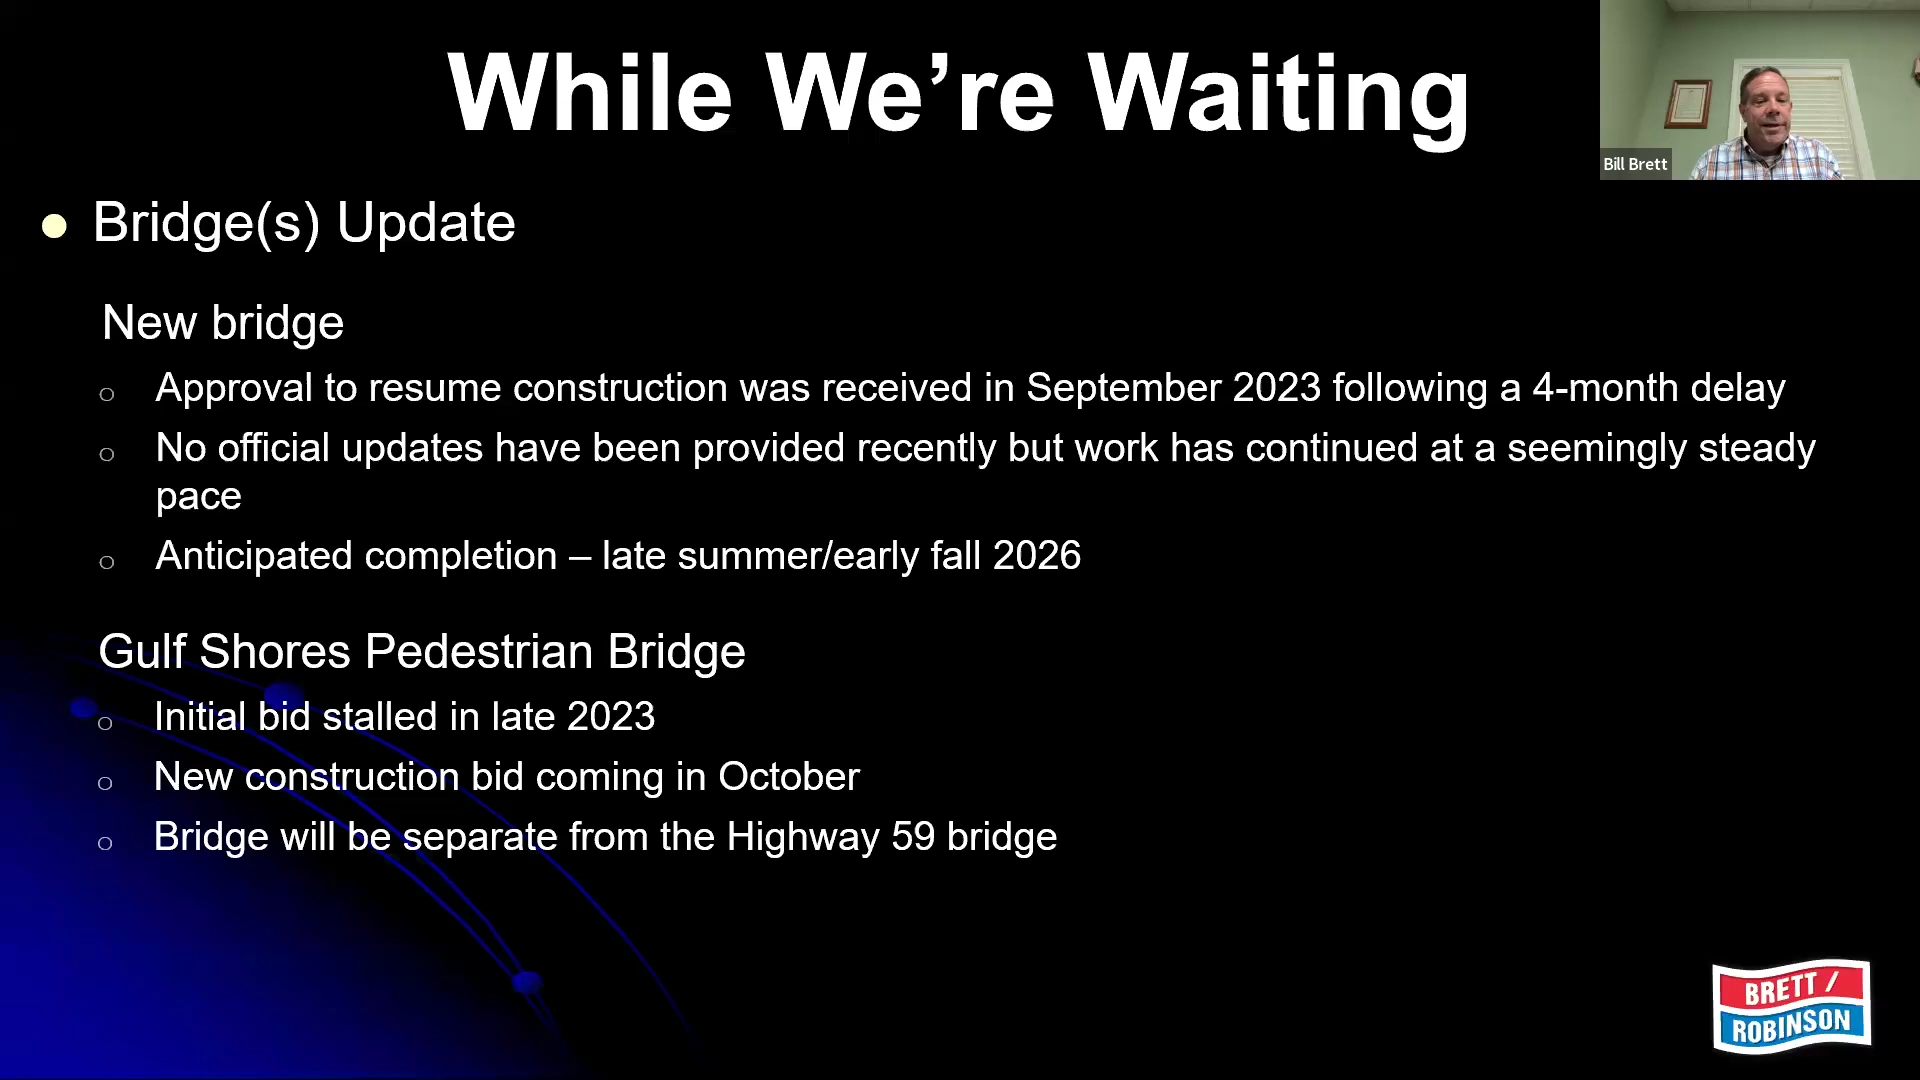 While We’re Waiting
Bill Brett
● Bridge(s) Update
New bridge
o Approval to resume construction was received in September 2023 following a 4-month delay
o No official updates have been provided recently but work has continued at a seemingly steady
pace
o Anticipated completion – late summer/early fall 2026
Gulf Shores Pedestrian Bridge
o Initial bid stalled in late 2023
o New construction bid coming in October
o Bridge will be separate from the Highway 59 bridge
BRETT /
ROBINSON